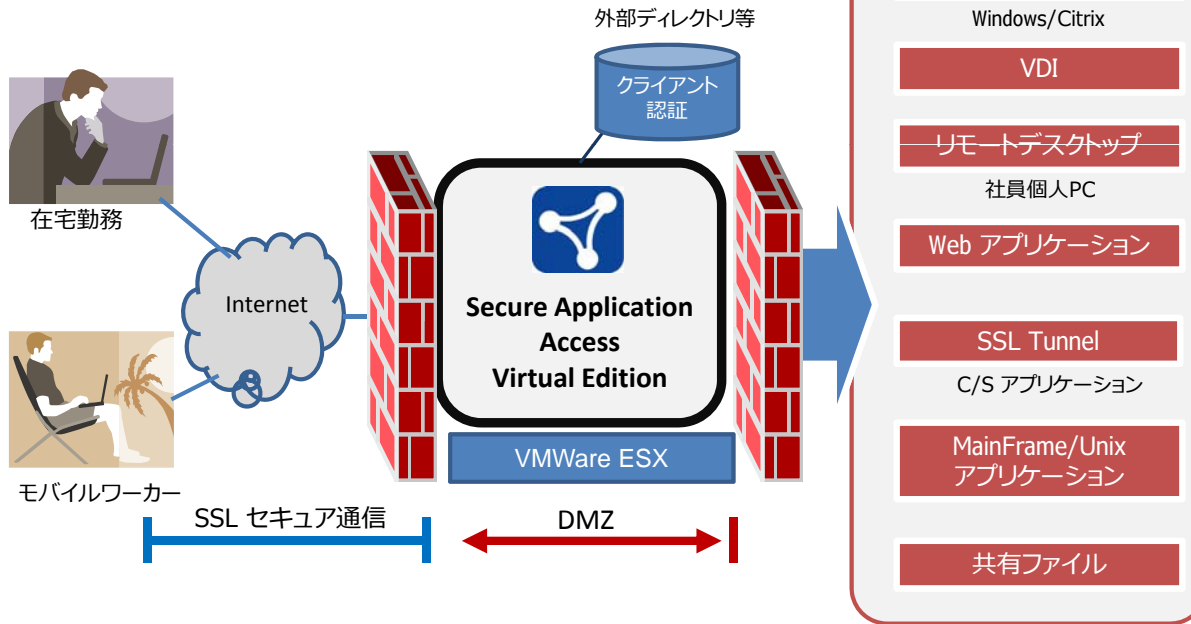 外部ディレクトリ等
クライアント
認証
在宅勤務
Internet
モバイルワーカー
Secure Application
Access
Virtual Edition
VMWare ESX
SSL セキュア通信
DMZ
Windows/Citrix
VDI
リモートデスクトップ
社員個人PC
Web アプリケーション
SSL Tunnel
C/S アプリケーション
MainFrame/Unix
アプリケーション
共有ファイル